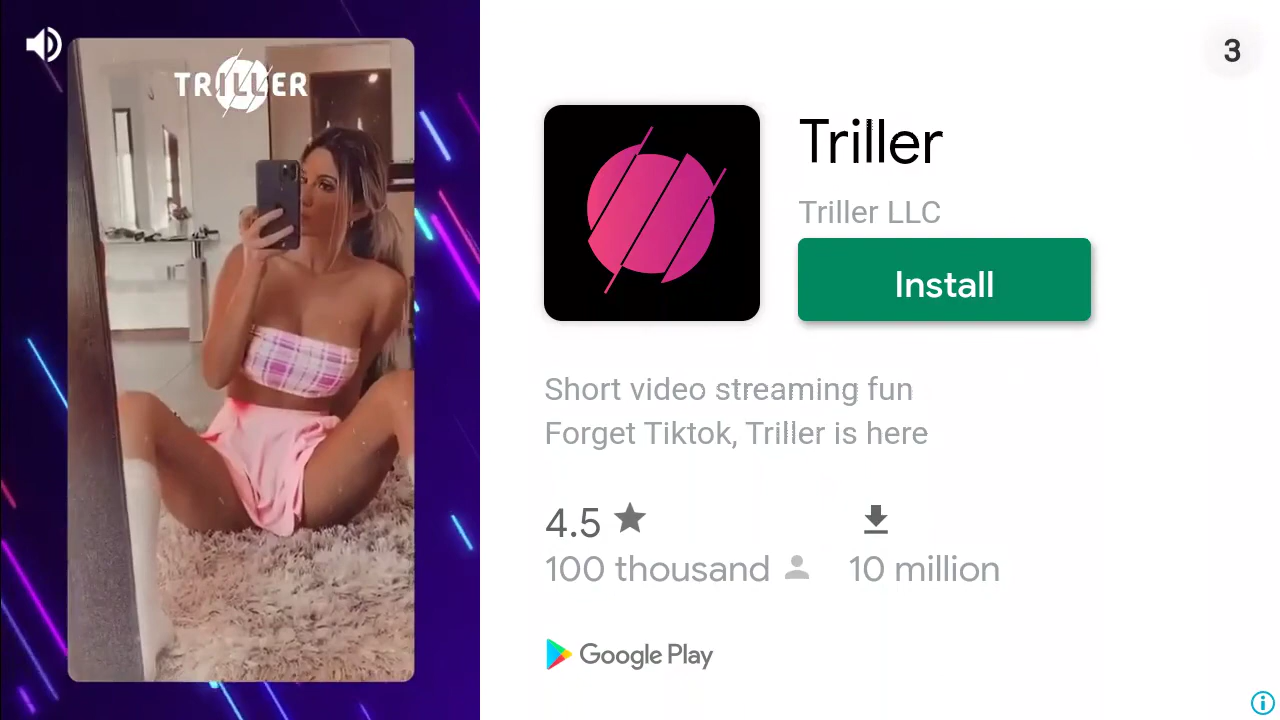 TRILLER
3
Triller
Triller LLC
Install
Short video streaming fun
Forget Tiktok, Triller is here
4.5
100 thousand
10 million
Google Play